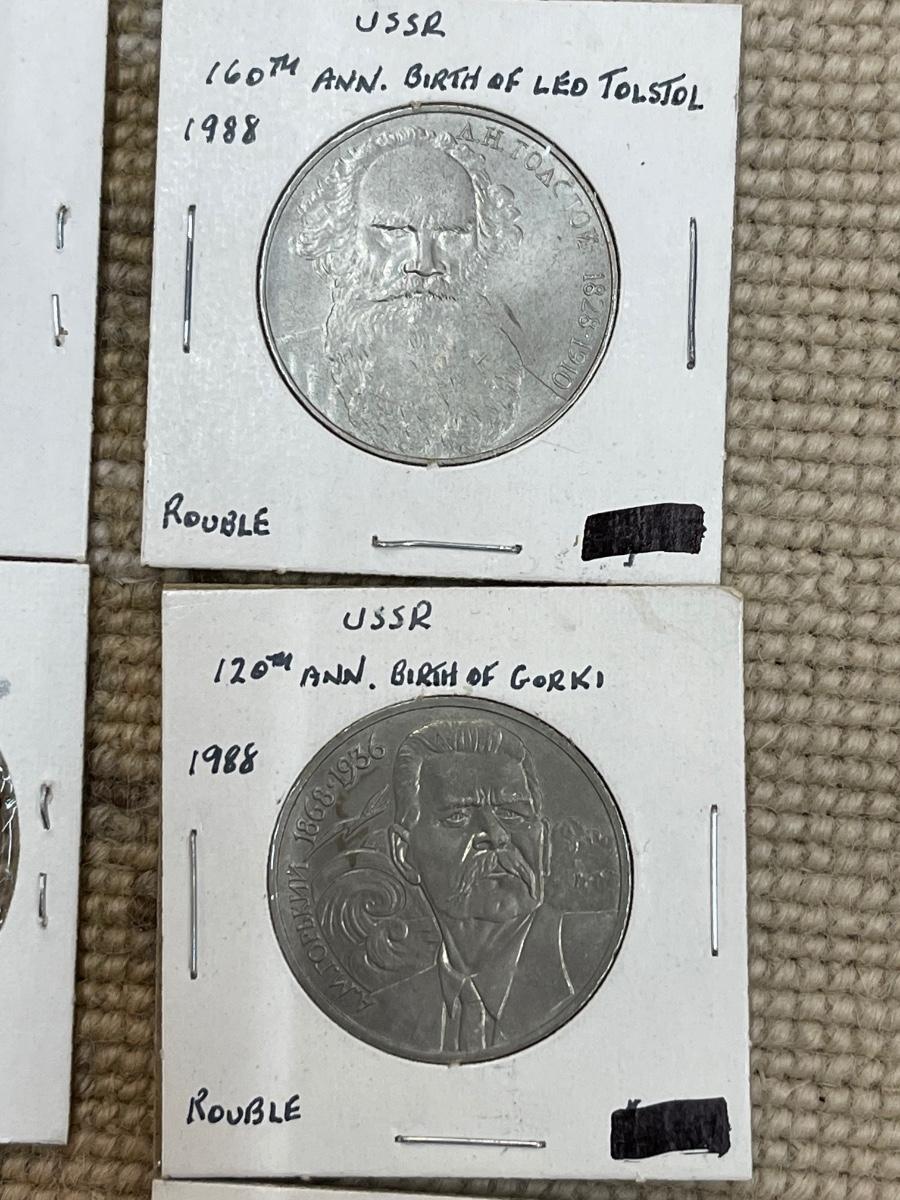 USSR
160TH ANN. BIRTH OF LEO TOLSTOL
1988
Л.Н.ТОЛСТОЙ 1828·1910
ROUBLE
USSR
120TH ANN. BIRTH OF GORKI
1988
А.М.ГОРЬКИЙ 1868·1936
ROUBLE